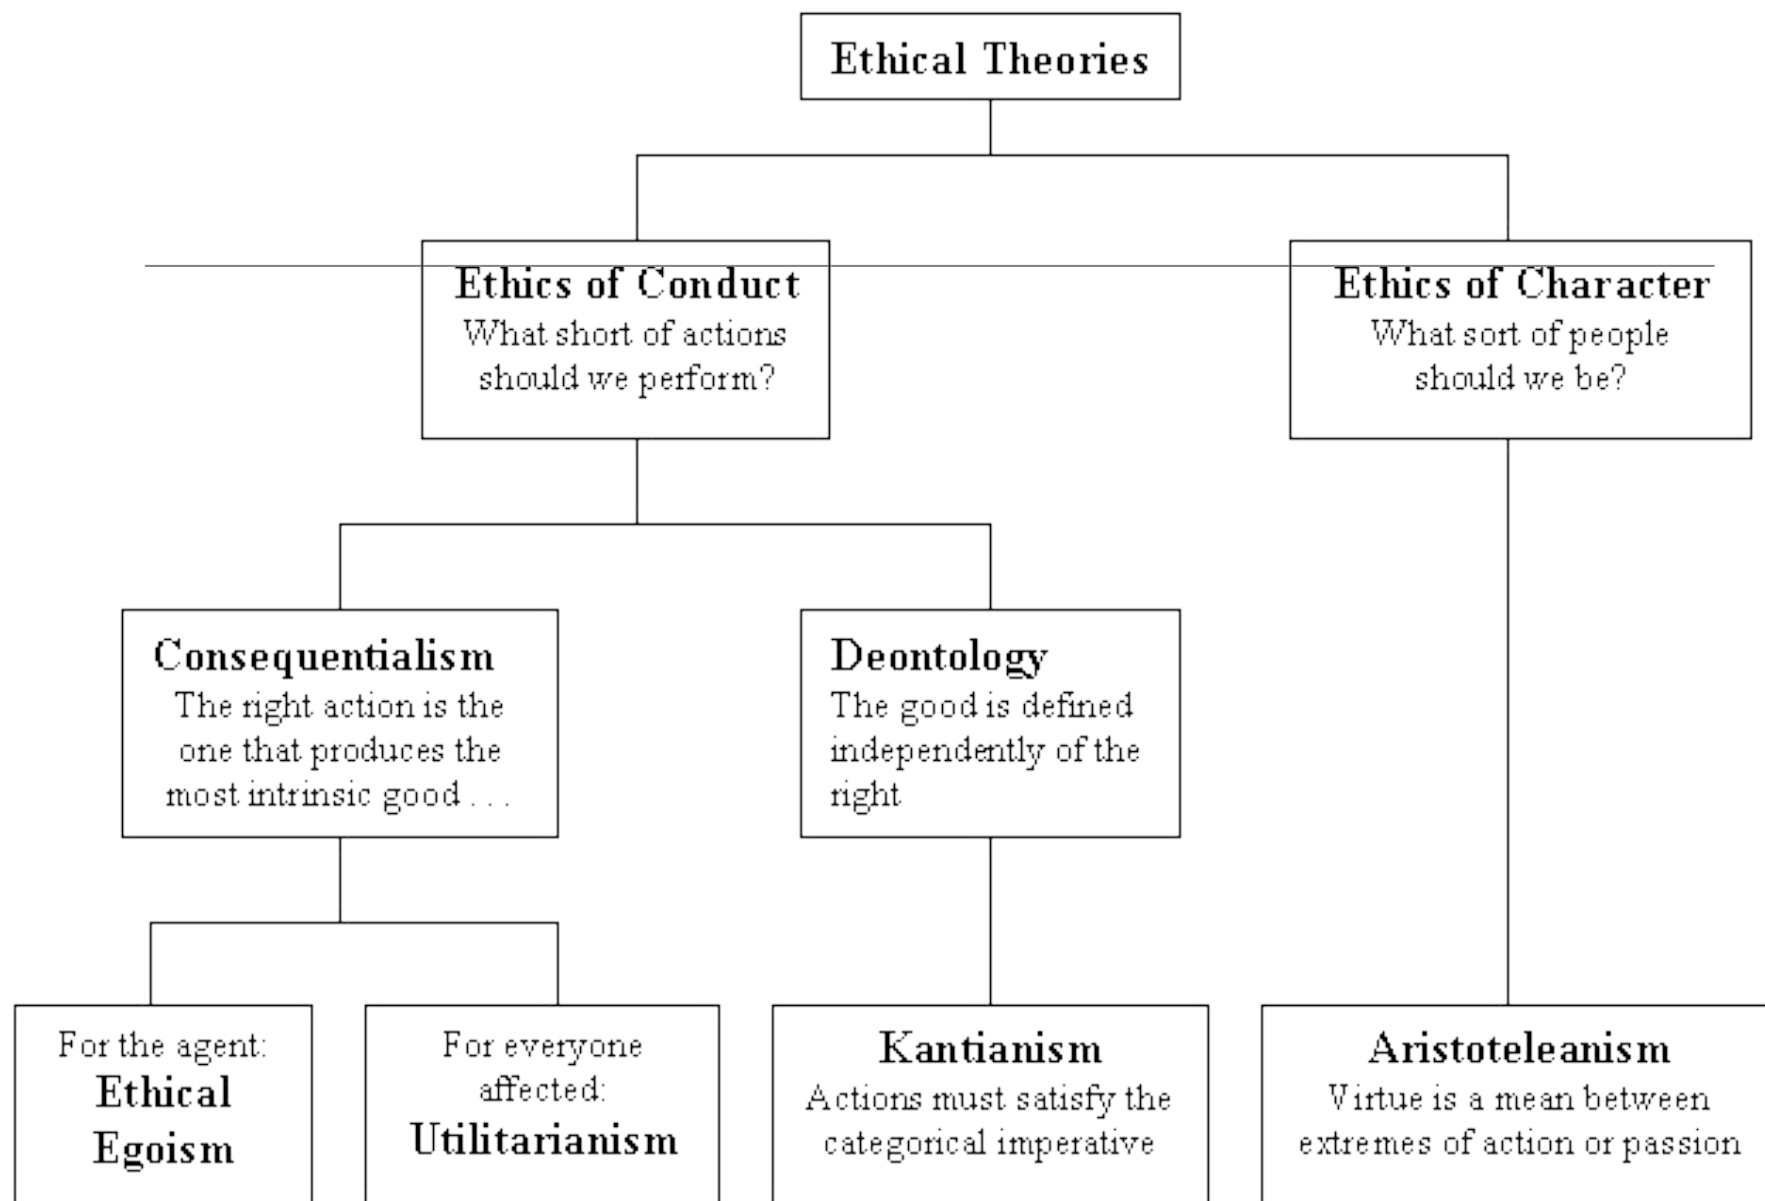 Ethical Theories
Ethics of Conduct
What short of actions
should we perform?
Ethics of Character
What sort of people
should we be?
Consequentialism
The right action is the
one that produces the
most intrinsic good . . .
Deontology
The good is defined
independently of the
right
For the agent:
Ethical
Egoism
For everyone
affected:
Utilitarianism
Kantianism
Actions must satisfy the
categorical imperative
Aristoteleanism
Virtue is a mean between
extremes of action or passion